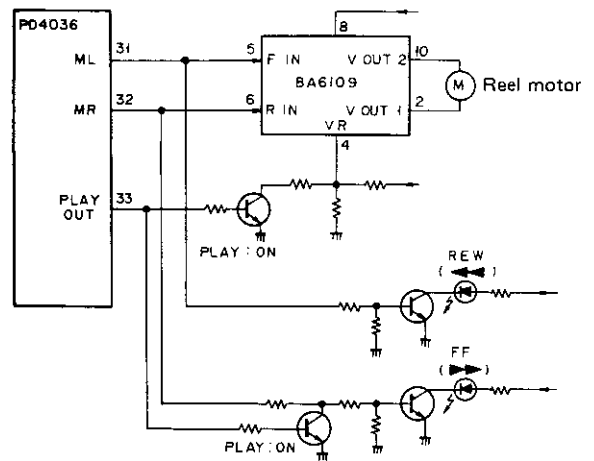 PD4036
ML 31
MR 32
PLAY OUT 33
8
5 F IN
V OUT 2 10
BA6109
6 R IN
V OUT 1 2
VR
4
M
Reel motor
PLAY : ON
REW
(◀◀)
FF
(▶▶)
PLAY : ON